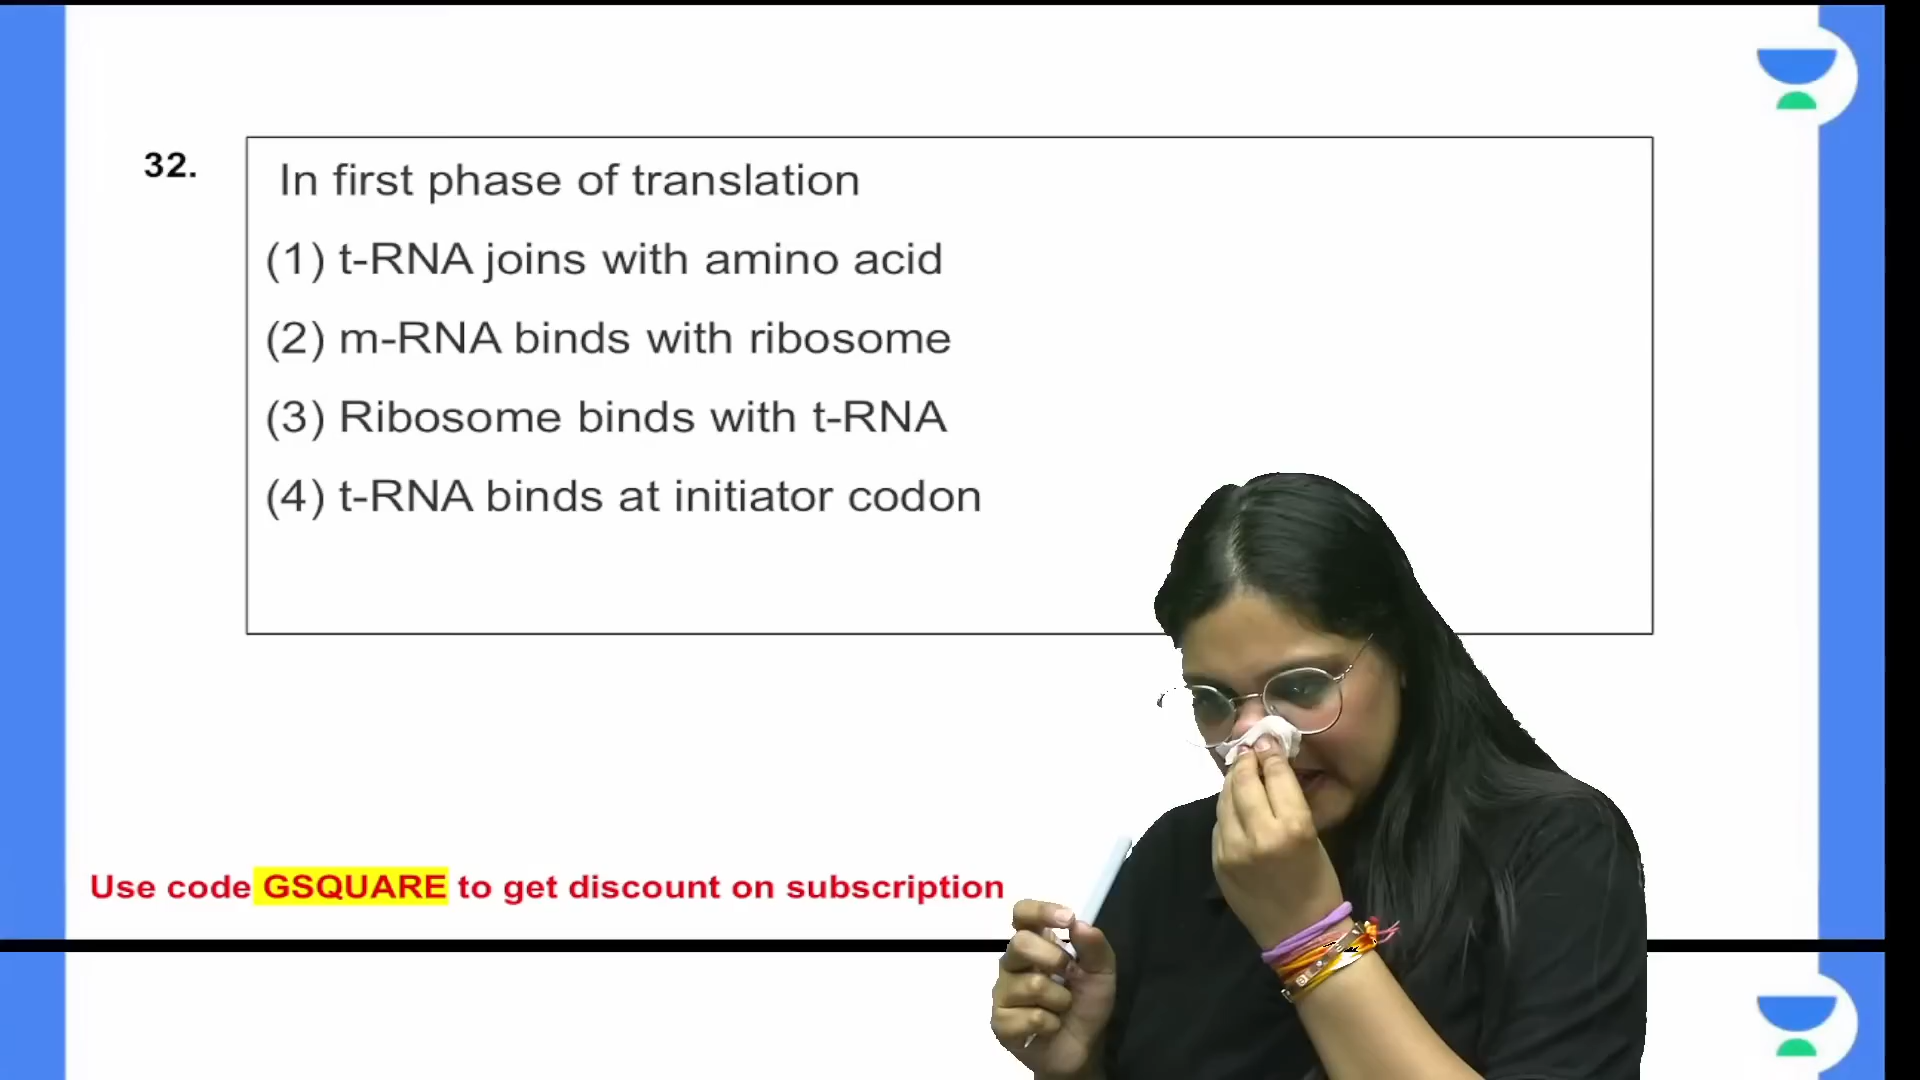 32.
In first phase of translation
(1) t-RNA joins with amino acid
(2) m-RNA binds with ribosome
(3) Ribosome binds with t-RNA
(4) t-RNA binds at initiator codon
Use code GSQUARE to get discount on subscription